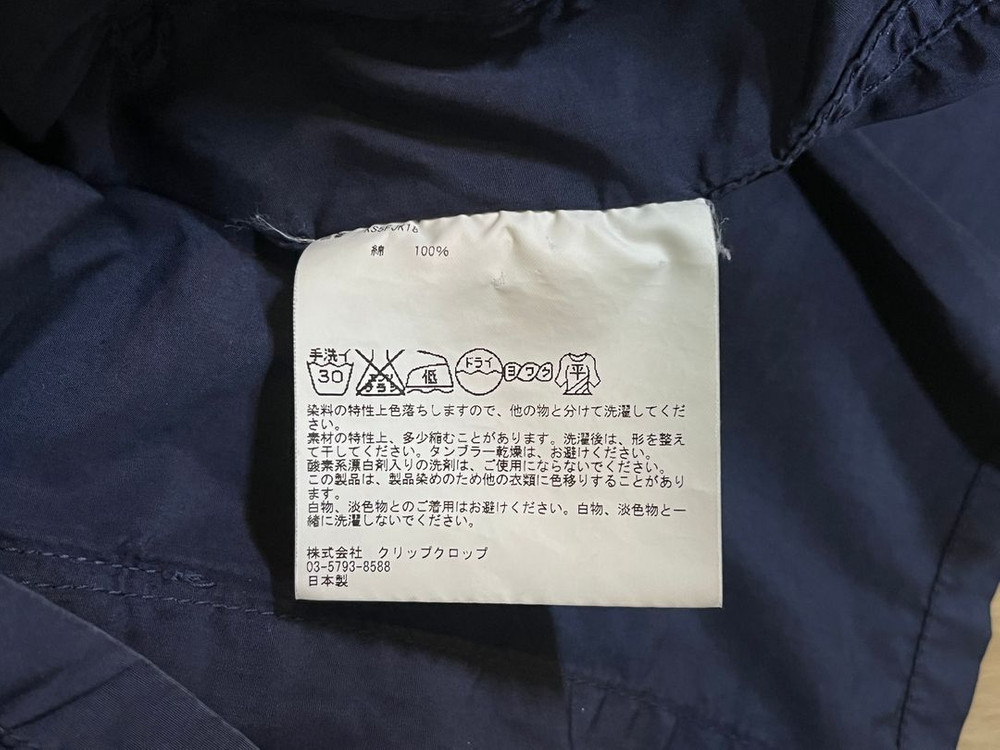 綿 100%
手洗イ 30 エンソサラシ 低 ドライ ヨワク 平
染料の特性上色落ちしますので、他の物と分けて洗濯してくだ
さい。
素材の特性上、多少縮むことがあります。洗濯後は、形を整え
て干してください。タンブラー乾燥は、お避けください。
酸素系漂白剤入りの洗剤は、ご使用にならないでください。
この製品は、製品染めのため他の衣類に色移りすることがあり
ます。
白物、淡色物とのご着用はお避けください。白物、淡色物と一
緒に洗濯しないでください。
株式会社 クリップクロップ
03-5793-8588
日本製